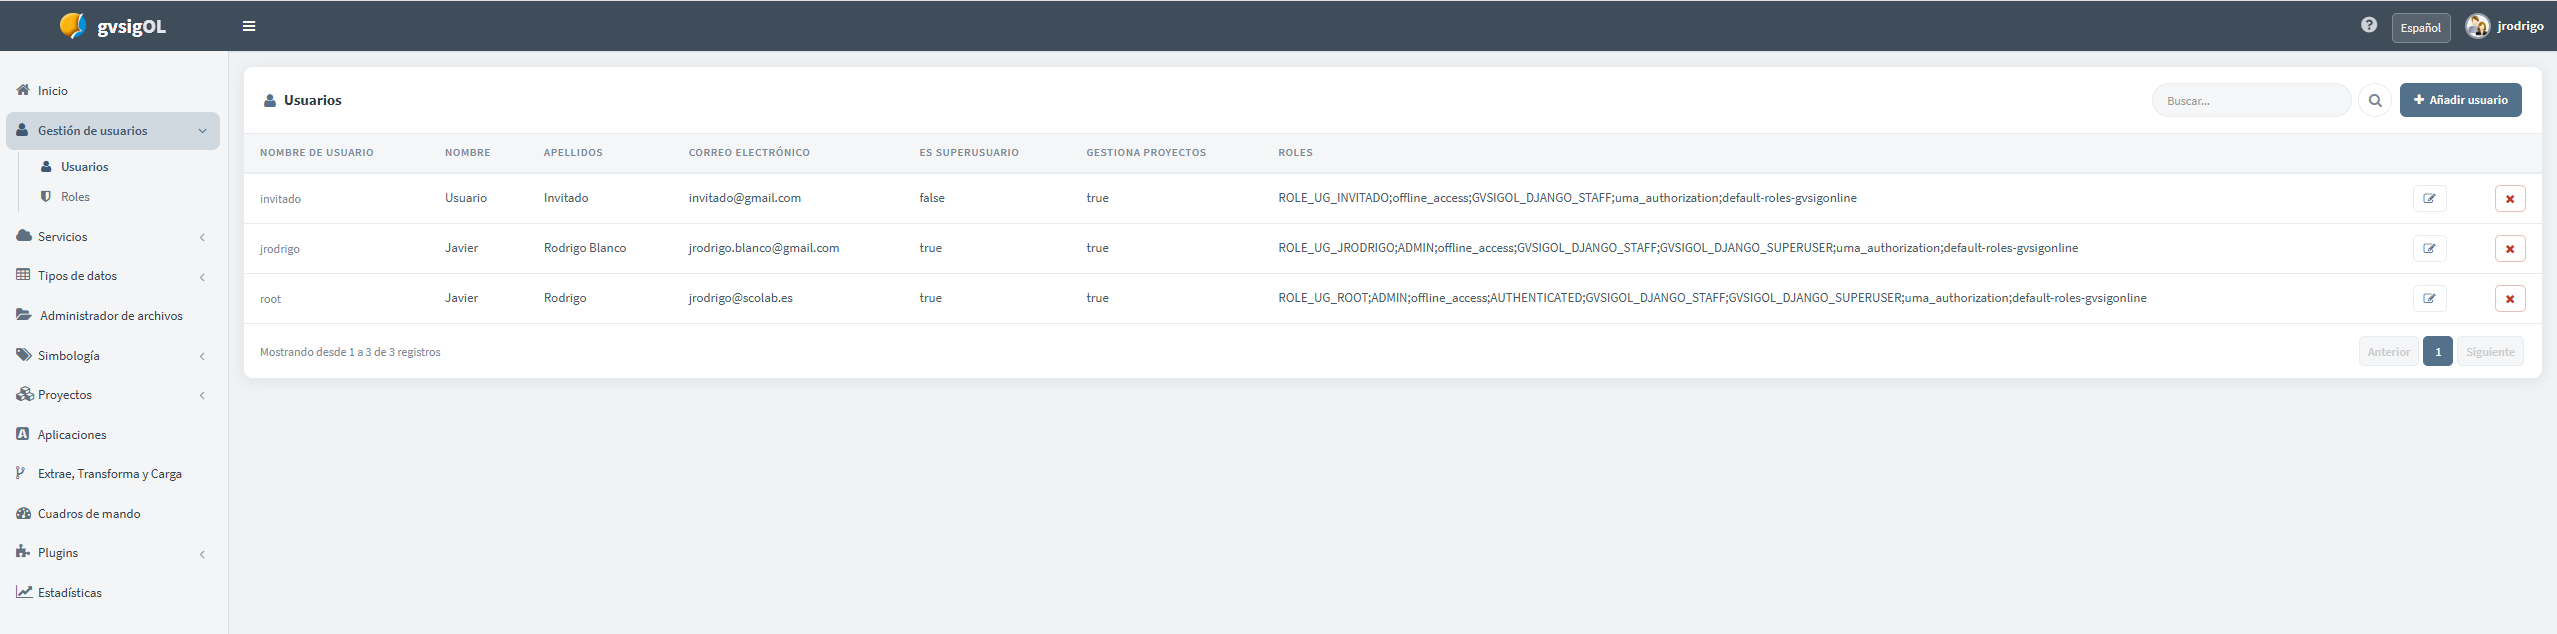 gvsigOL
Español
jrodrigo
Inicio
Gestión de usuarios
Usuarios
Roles
Servicios
Tipos de datos
Administrador de archivos
Simbología
Proyectos
Aplicaciones
Extrae, Transforma y Carga
Cuadros de mando
Plugins
Estadísticas
Usuarios
Buscar...
Añadir usuario
NOMBRE DE USUARIO NOMBRE APELLIDOS CORREO ELECTRÓNICO ES SUPERUSUARIO GESTIONA PROYECTOS ROLES
invitado Usuario Invitado invitado@gmail.com false true ROLE_UG_INVITADO;offline_access;GVSIGOL_DJANGO_STAFF;uma_authorization;default-roles-gvsigonline
jrodrigo Javier Rodrigo Blanco jrodrigo.blanco@gmail.com true true ROLE_UG_JRODRIGO;ADMIN;offline_access;GVSIGOL_DJANGO_STAFF;GVSIGOL_DJANGO_SUPERUSER;uma_authorization;default-roles-gvsigonline
root Javier Rodrigo jrodrigo@scolab.es true true ROLE_UG_ROOT;ADMIN;offline_access;AUTHENTICATED;GVSIGOL_DJANGO_STAFF;GVSIGOL_DJANGO_SUPERUSER;uma_authorization;default-roles-gvsigonline
Mostrando desde 1 a 3 de 3 registros
Anterior 1 Siguiente